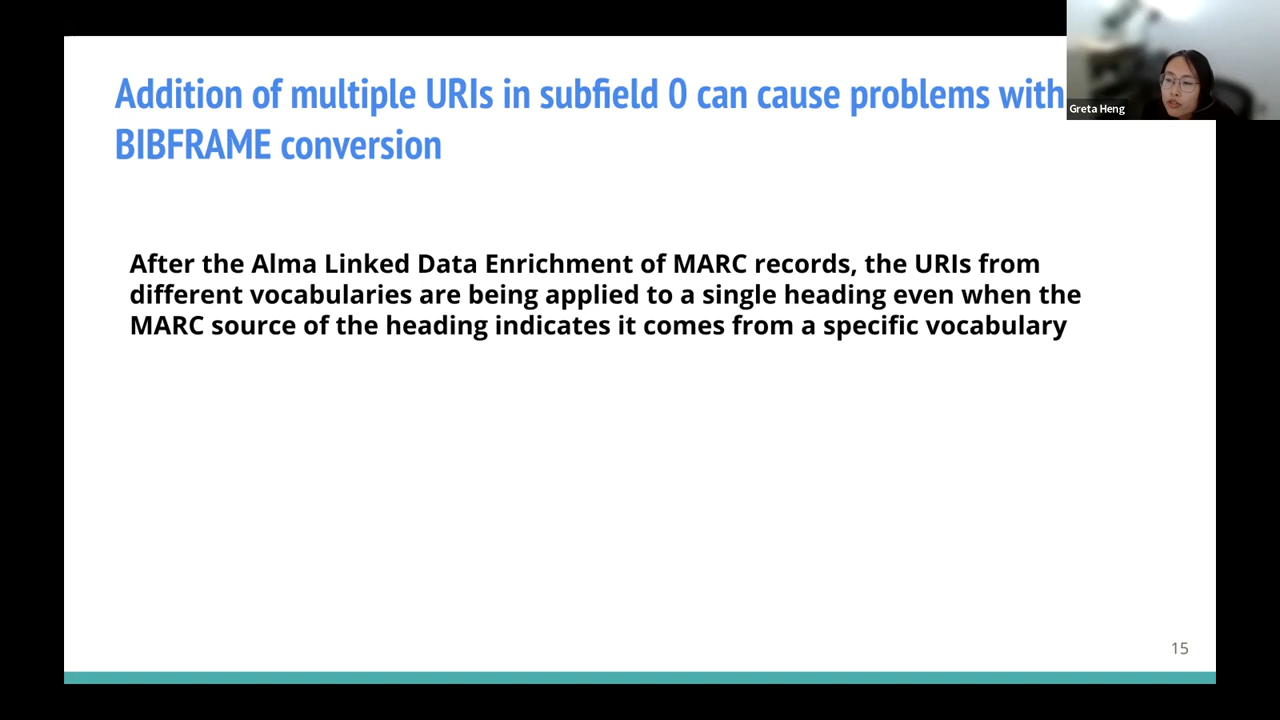 Addition of multiple URIs in subfield 0 can cause problems with
BIBFRAME conversion
Greta Heng
After the Alma Linked Data Enrichment of MARC records, the URIs from
different vocabularies are being applied to a single heading even when the
MARC source of the heading indicates it comes from a specific vocabulary
15